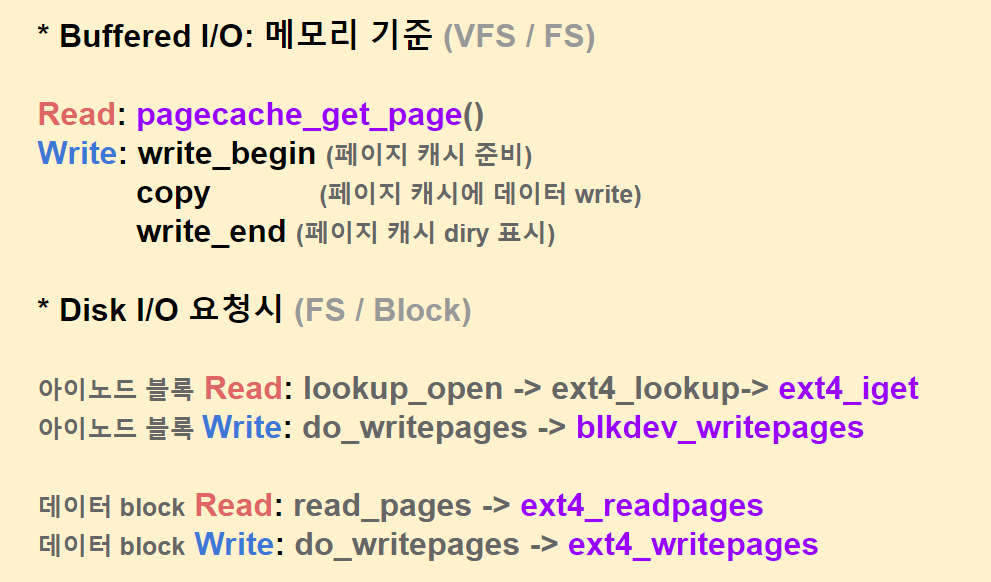 * Buffered I/O: 메모리 기준 (VFS / FS)
Read: pagecache_get_page()
Write: write_begin (페이지 캐시 준비)
copy (페이지 캐시에 데이터 write)
write_end (페이지 캐시 diry 표시)
* Disk I/O 요청시 (FS / Block)
아이노드 블록 Read: lookup_open -> ext4_lookup-> ext4_iget
아이노드 블록 Write: do_writepages -> blkdev_writepages
데이터 block Read: read_pages -> ext4_readpages
데이터 block Write: do_writepages -> ext4_writepages